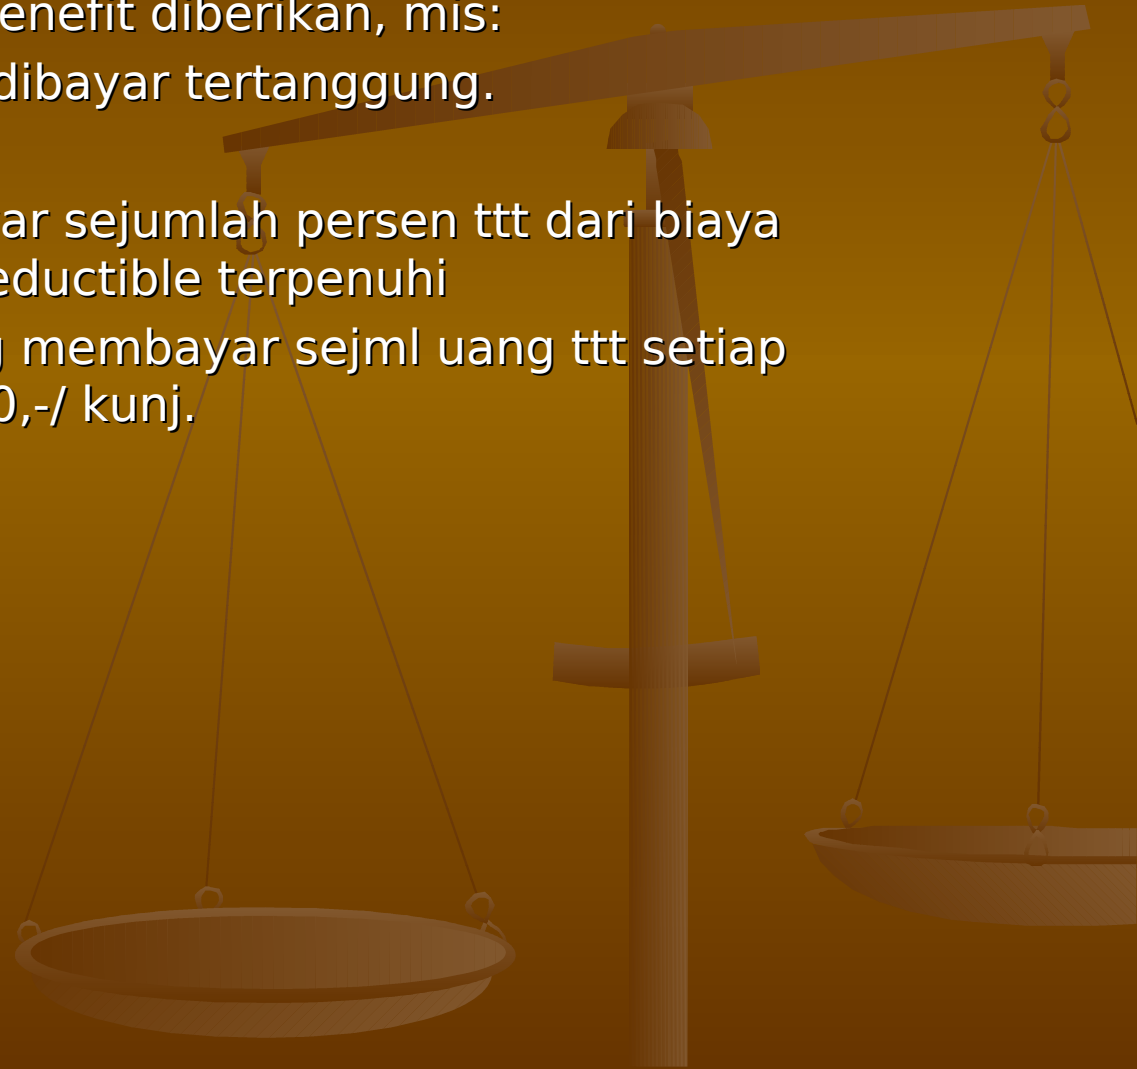 enefit diberikan, mis:
dibayar tertanggung.
ar sejumlah persen ttt dari biaya
eductible terpenuhi
g membayar sejml uang ttt setiap
0,-/ kunj.